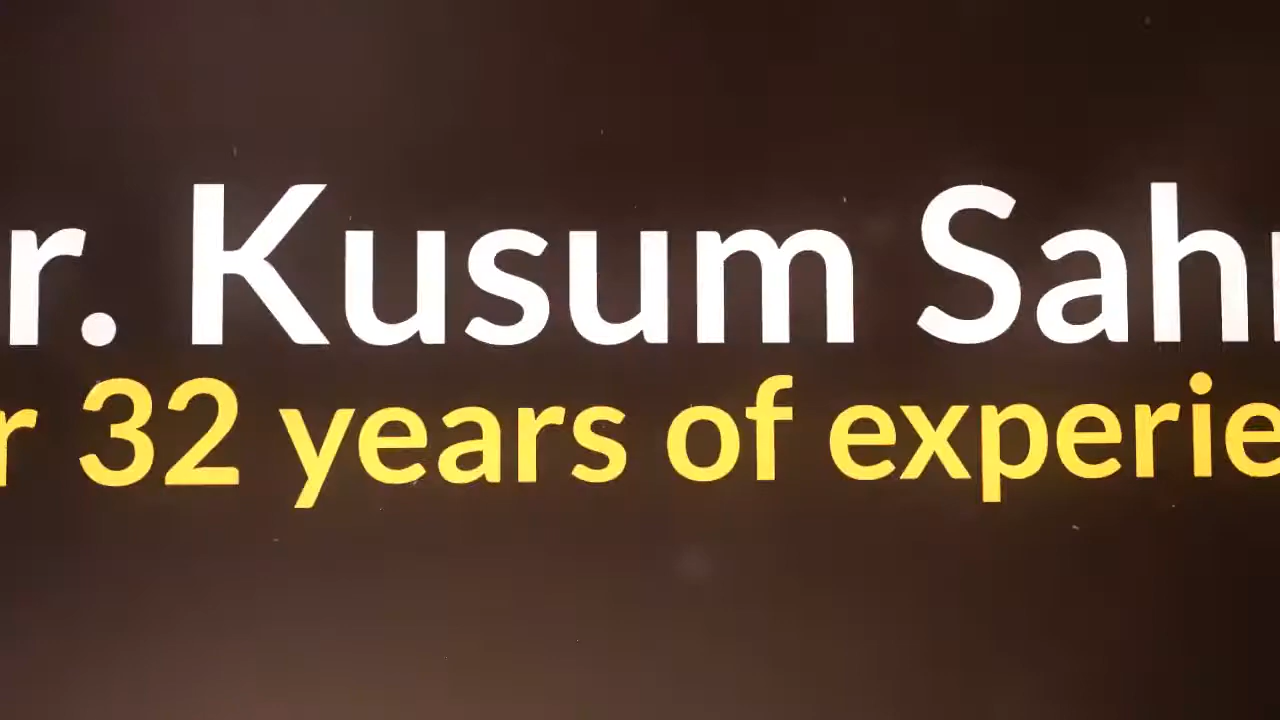 r. Kusum Sah
r 32 years of experie